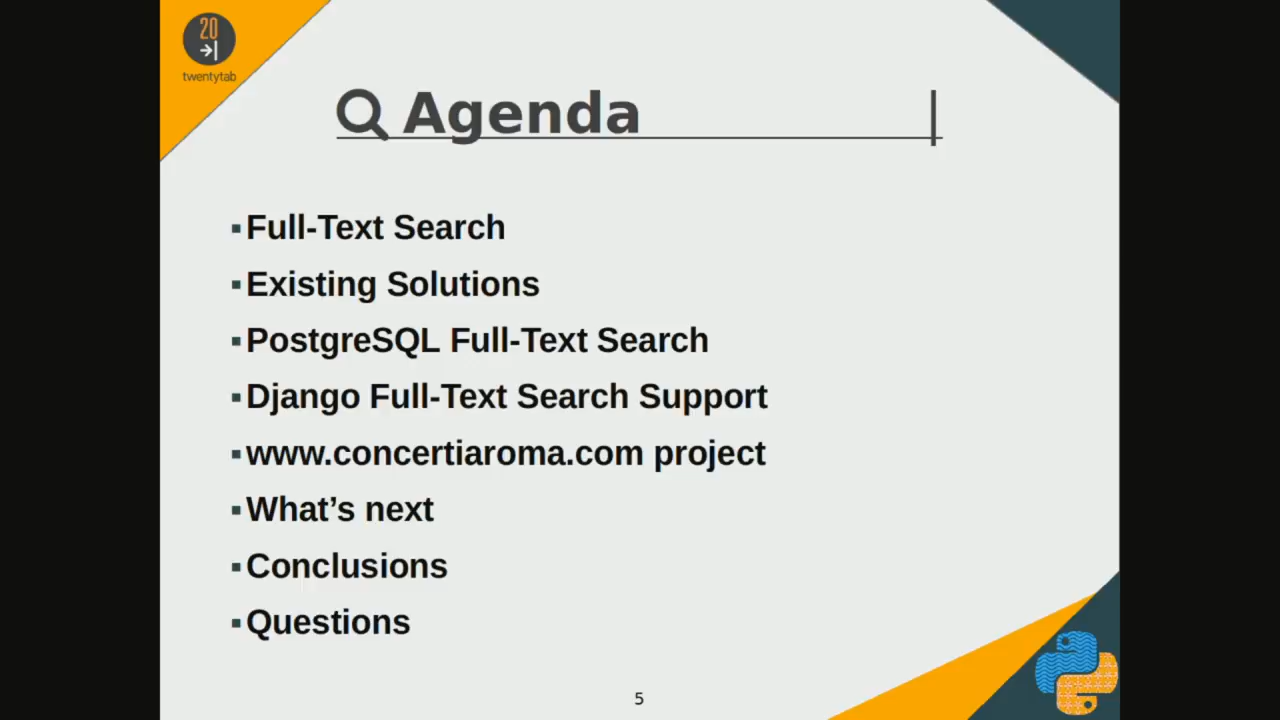 20
twentytab
Agenda
Full-Text Search
Existing Solutions
PostgreSQL Full-Text Search
Django Full-Text Search Support
www.concertiaroma.com project
What’s next
Conclusions
Questions
5